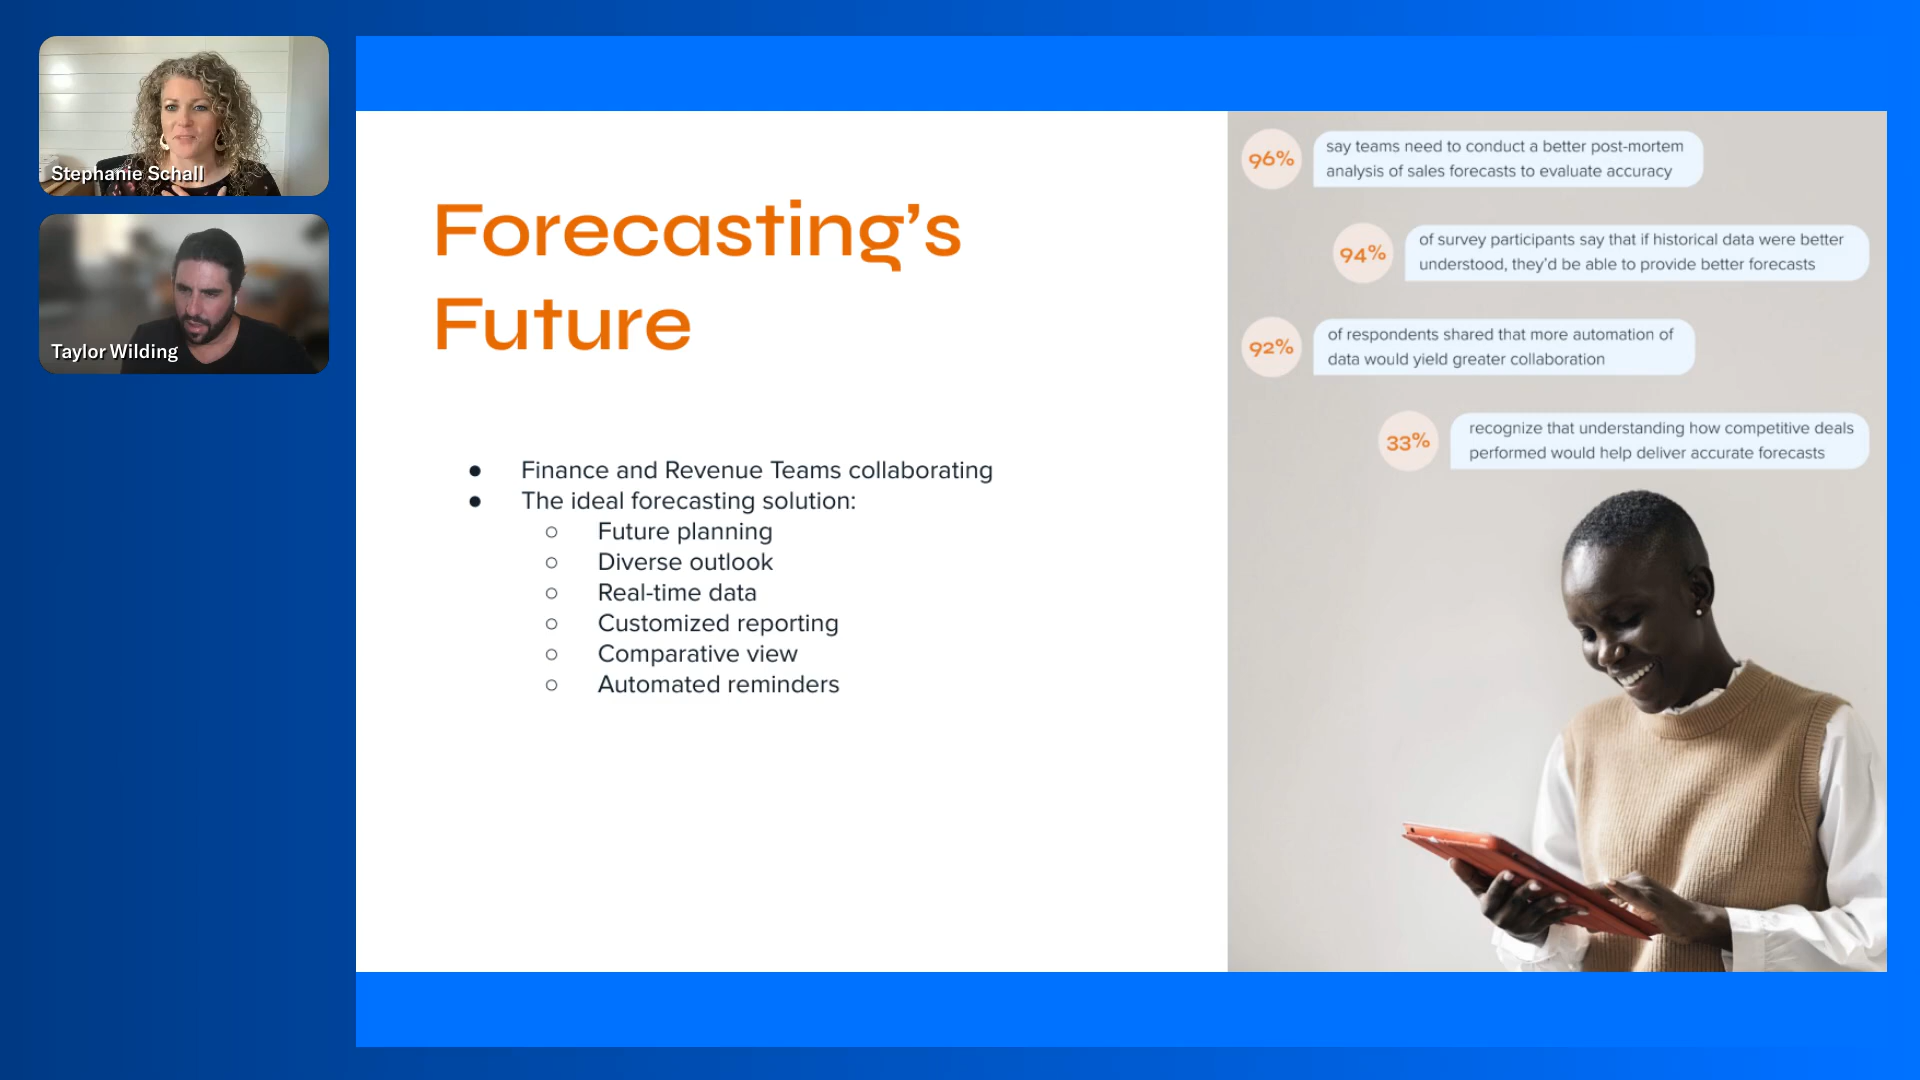 Stephanie Schall
Taylor Wilding
Forecasting's
Future
● Finance and Revenue Teams collaborating
● The ideal forecasting solution:
○ Future planning
○ Diverse outlook
○ Real-time data
○ Customized reporting
○ Comparative view
○ Automated reminders
96%
say teams need to conduct a better post-mortem
analysis of sales forecasts to evaluate accuracy
94%
of survey participants say that if historical data were better
understood, they'd be able to provide better forecasts
92%
of respondents shared that more automation of
data would yield greater collaboration
33%
recognize that understanding how competitive deals
performed would help deliver accurate forecasts